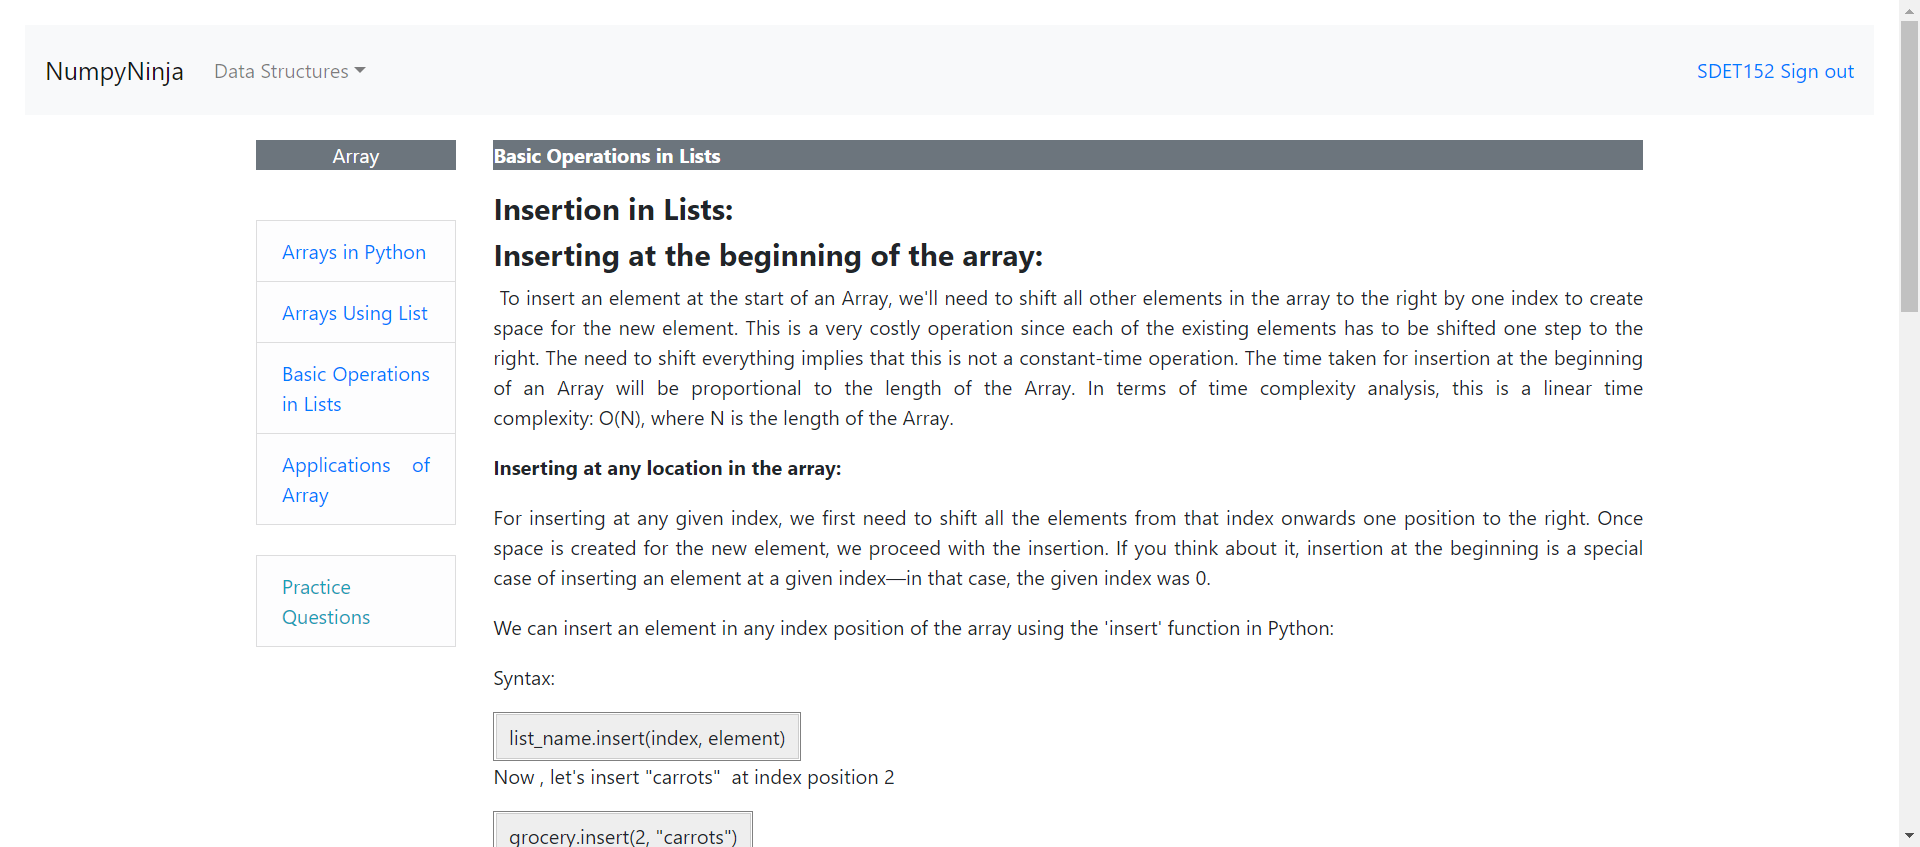 NumpyNinja Data Structures SDET152 Sign out
Array
Arrays in Python
Arrays Using List
Basic Operations
in Lists
Applications of
Array
Practice
Questions
Basic Operations in Lists
Insertion in Lists:
Inserting at the beginning of the array:
To insert an element at the start of an Array, we'll need to shift all other elements in the array to the right by one index to create
space for the new element. This is a very costly operation since each of the existing elements has to be shifted one step to the
right. The need to shift everything implies that this is not a constant-time operation. The time taken for insertion at the beginning
of an Array will be proportional to the length of the Array. In terms of time complexity analysis, this is a linear time
complexity: O(N), where N is the length of the Array.
Inserting at any location in the array:
For inserting at any given index, we first need to shift all the elements from that index onwards one position to the right. Once
space is created for the new element, we proceed with the insertion. If you think about it, insertion at the beginning is a special
case of inserting an element at a given index—in that case, the given index was 0.
We can insert an element in any index position of the array using the 'insert' function in Python:
Syntax:
list_name.insert(index, element)
Now , let's insert "carrots"  at index position 2
grocery.insert(2, "carrots")